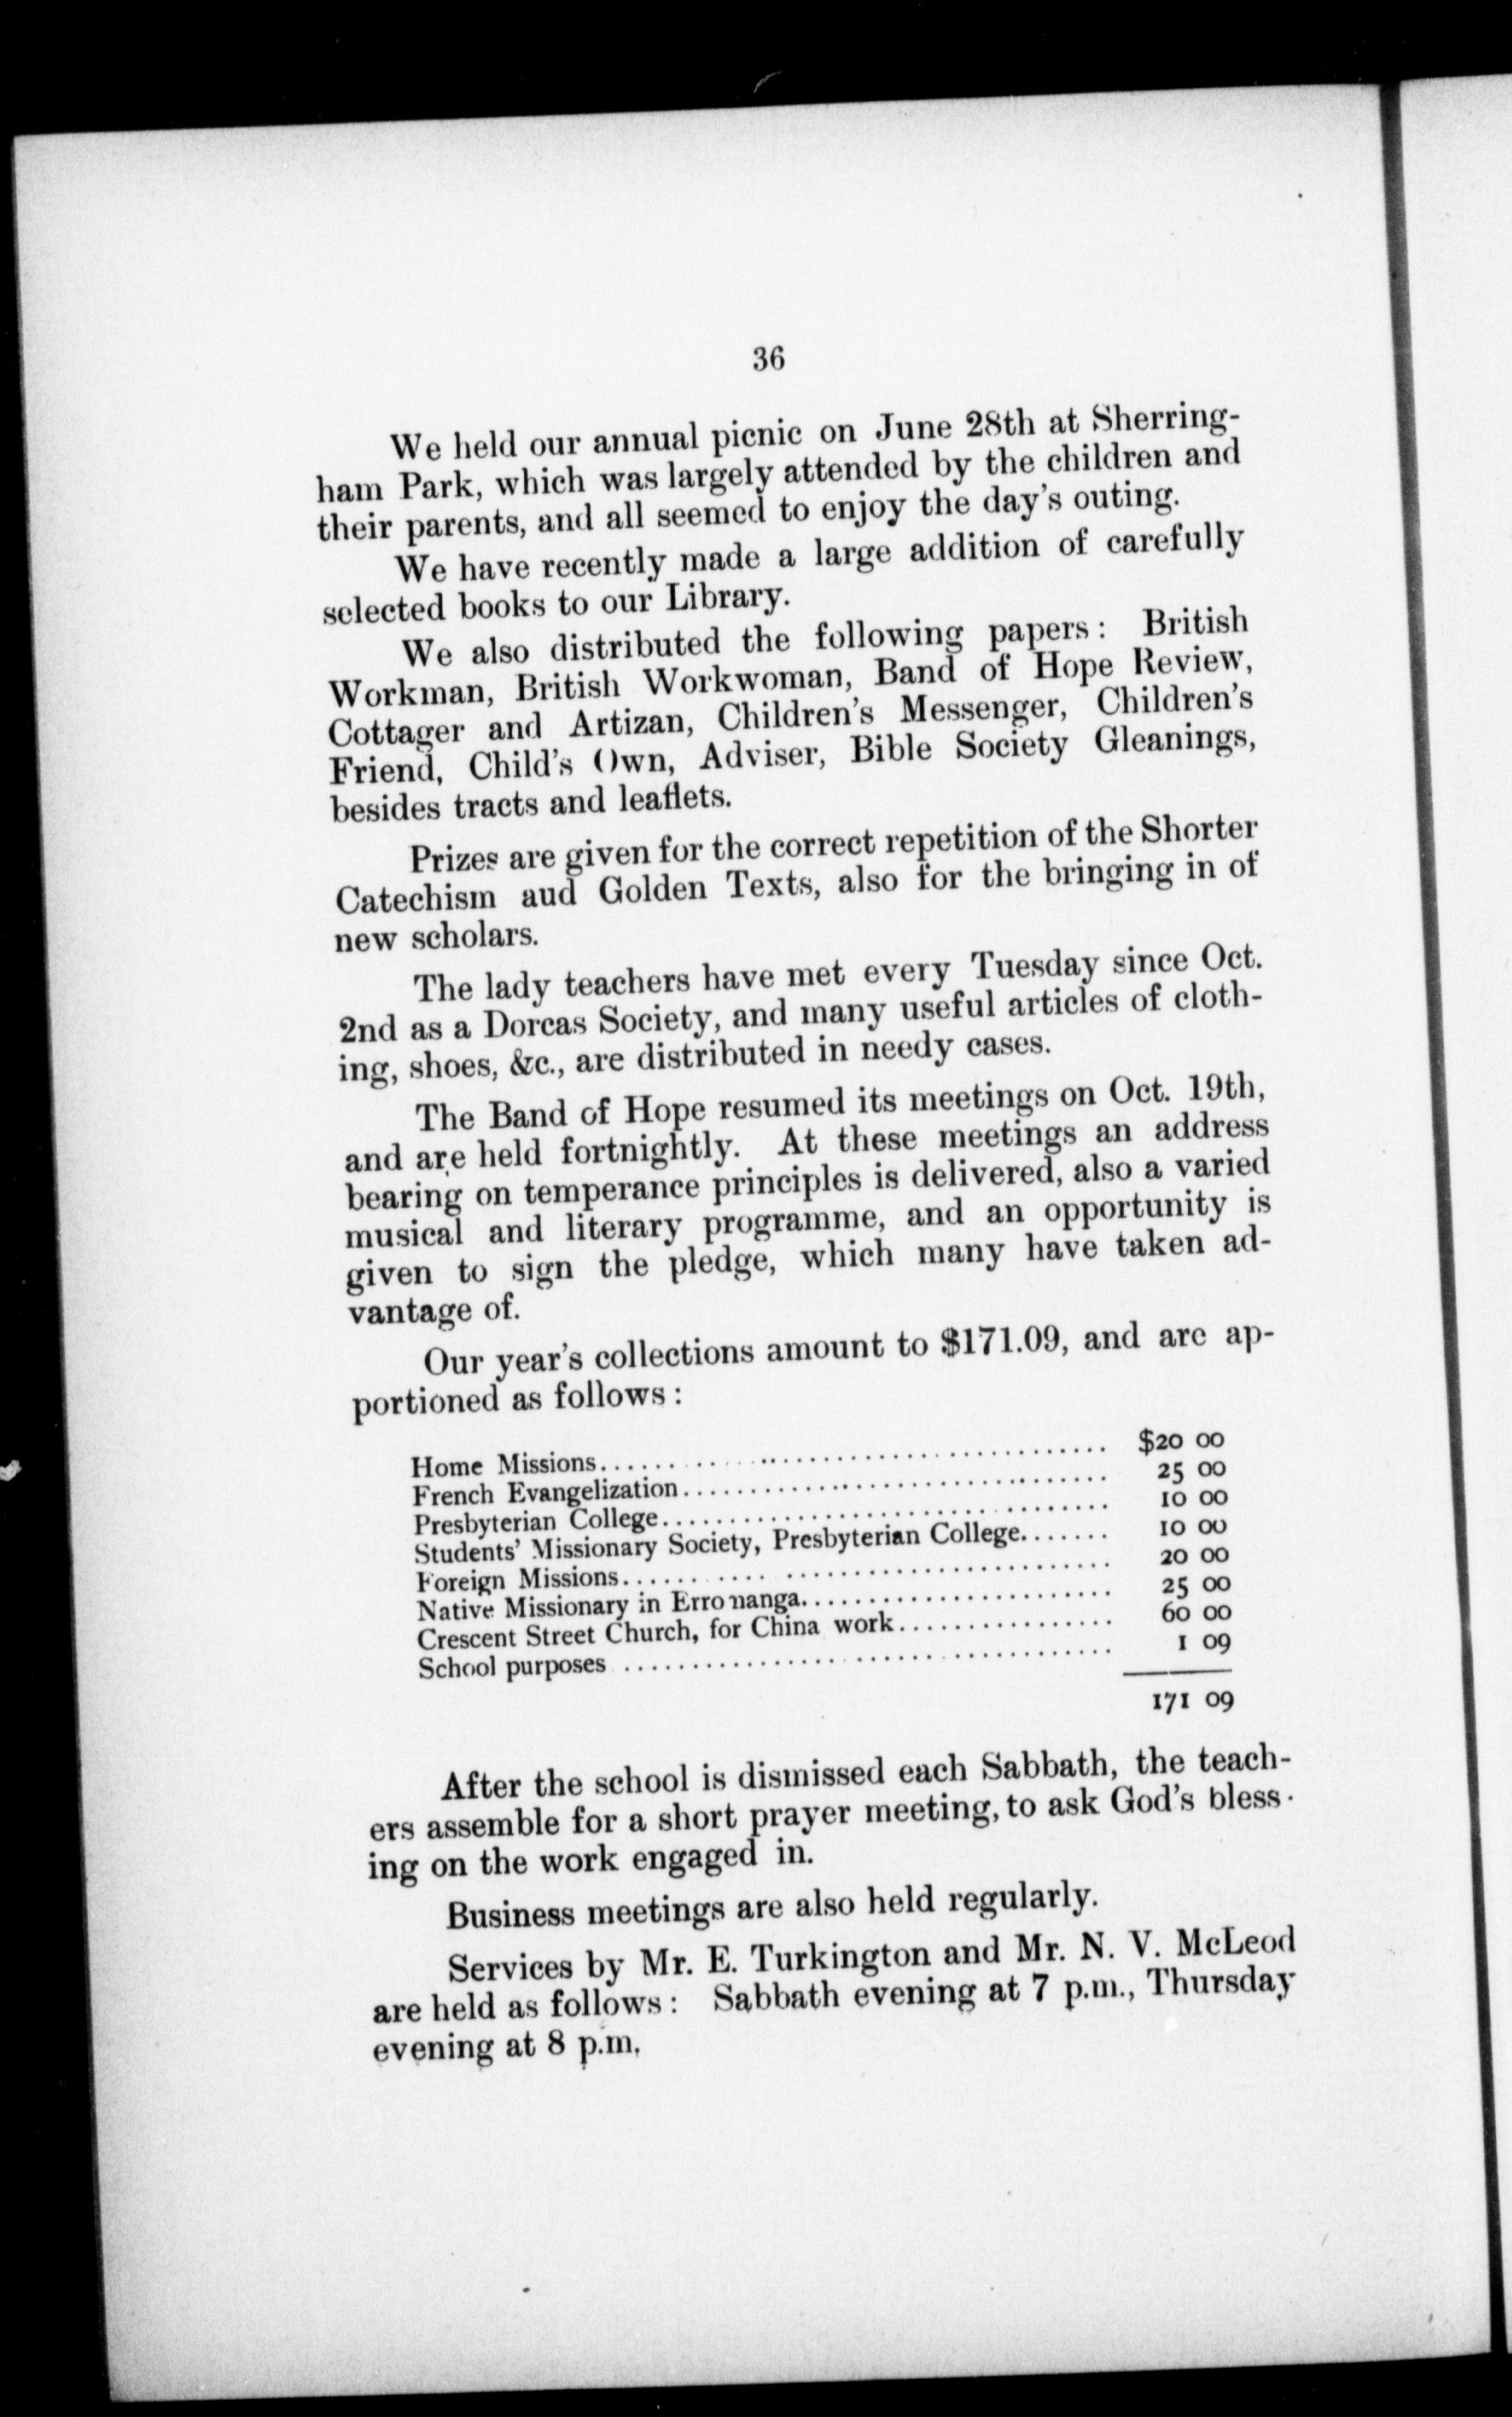 36
We held our annual picnic on June 28th at Sherring-
ham Park, which was largely attended by the children and
their parents, and all seemed to enjoy the day's outing.
We have recently made a large addition of carefully
selected books to our Library.
We also distributed the following papers: British
Workman, British Workwoman, Band of Hope Review,
Cottager and Artizan, Children's Messenger, Children's
Friend, Child's Own, Adviser, Bible Society Gleanings,
besides tracts and leaflets.
Prizes are given for the correct repetition of the Shorter
Catechism aud Golden Texts, also for the bringing in of
new scholars.
The lady teachers have met every Tuesday since Oct.
2nd as a Dorcas Society, and many useful articles of cloth-
ing, shoes, &c., are distributed in needy cases.
The Band of Hope resumed its meetings on Oct. 19th,
and are held fortnightly. At these meetings an address
bearing on temperance principles is delivered, also a varied
musical and literary programme, and an opportunity is
given to sign the pledge, which many have taken ad-
vantage of.
Our year's collections amount to $171.09, and are ap-
portioned as follows:
Home Missions........................................ $20 00
French Evangelization................................ 25 00
Presbyterian College................................. 10 00
Students' Missionary Society, Presbyterian College....... 10 00
Foreign Missions..................................... 20 00
Native Missionary in Erromanga....................... 25 00
Crescent Street Church, for China work................ 60 00
School purposes ..................................... 1 09
171 09
After the school is dismissed each Sabbath, the teach-
ers assemble for a short prayer meeting, to ask God's bless-
ing on the work engaged in.
Business meetings are also held regularly.
Services by Mr. E. Turkington and Mr. N. V. McLeod
are held as follows: Sabbath evening at 7 p.m., Thursday
evening at 8 p.m.